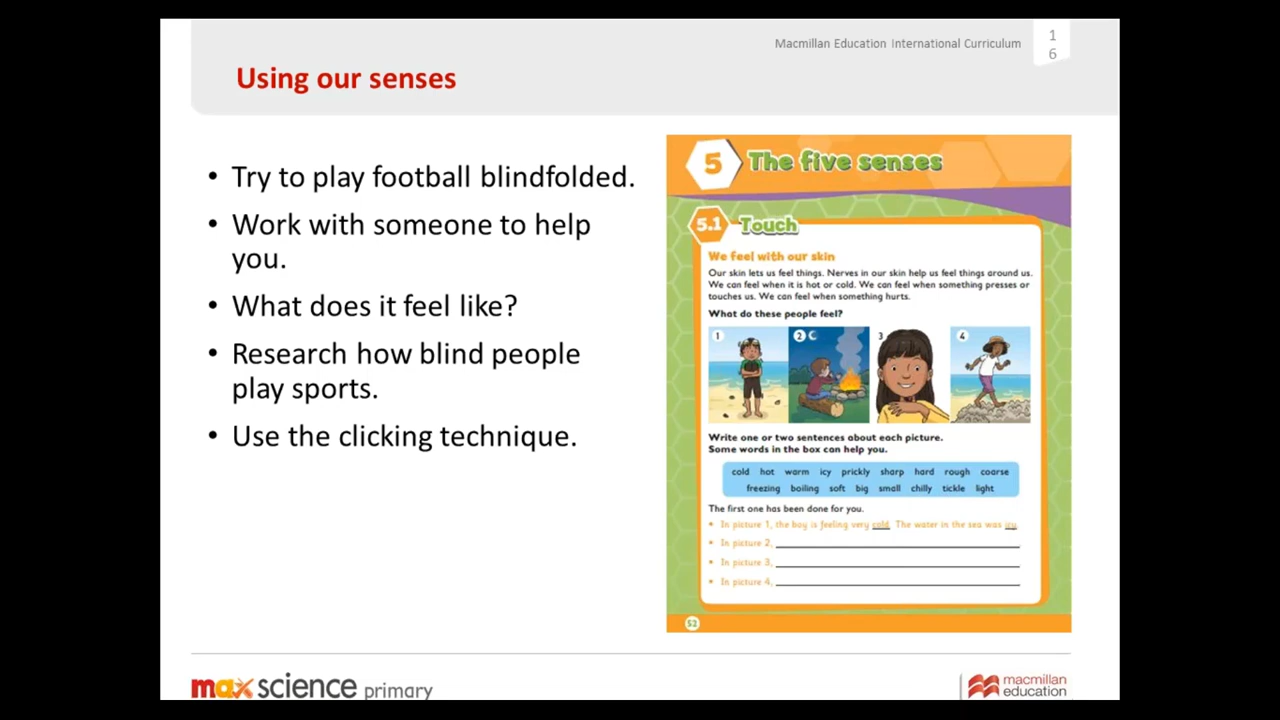 Macmillan Education International Curriculum
1
6
Using our senses
• Try to play football blindfolded.
• Work with someone to help
you.
• What does it feel like?
• Research how blind people
play sports.
• Use the clicking technique.
5 The five senses
5.1 Touch
We feel with our skin
Our skin lets us feel things. Nerves in our skin help us feel things around us.
We can feel when it is hot or cold. We can feel when something presses or
touches us. We can feel when something hurts.
What do these people feel?
1 2 3 4
Write one or two sentences about each picture.
Some words in the box can help you.
cold hot warm icy prickly sharp hard rough coarse
freezing boiling soft big small chilly tickle light
The first one has been done for you.
• In picture 1, the boy is feeling very cold. The water in the sea was icy.
• In picture 2,
• In picture 3,
• In picture 4,
52
max science primary
macmillan
education